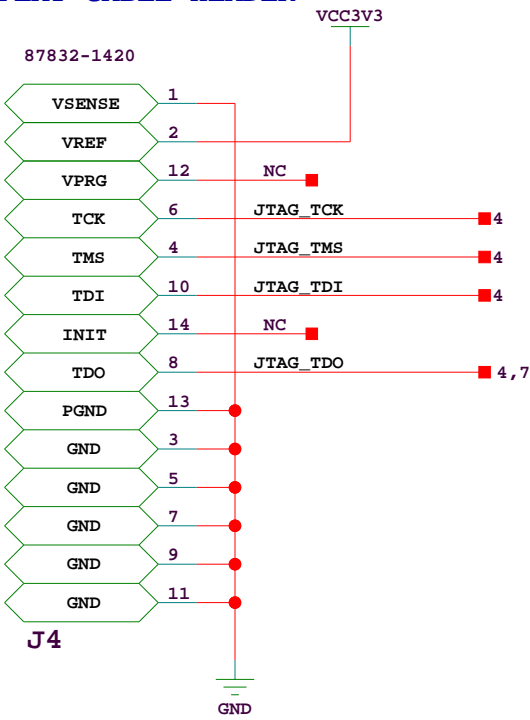 VCC3V3
87832-1420
VSENSE 1
VREF 2
VPRG 12 NC
TCK 6 JTAG_TCK 4
TMS 4 JTAG_TMS 4
TDI 10 JTAG_TDI 4
INIT 14 NC
TDO 8 JTAG_TDO 4,7
PGND 13
GND 3
GND 5
GND 7
GND 9
GND 11
J4
GND